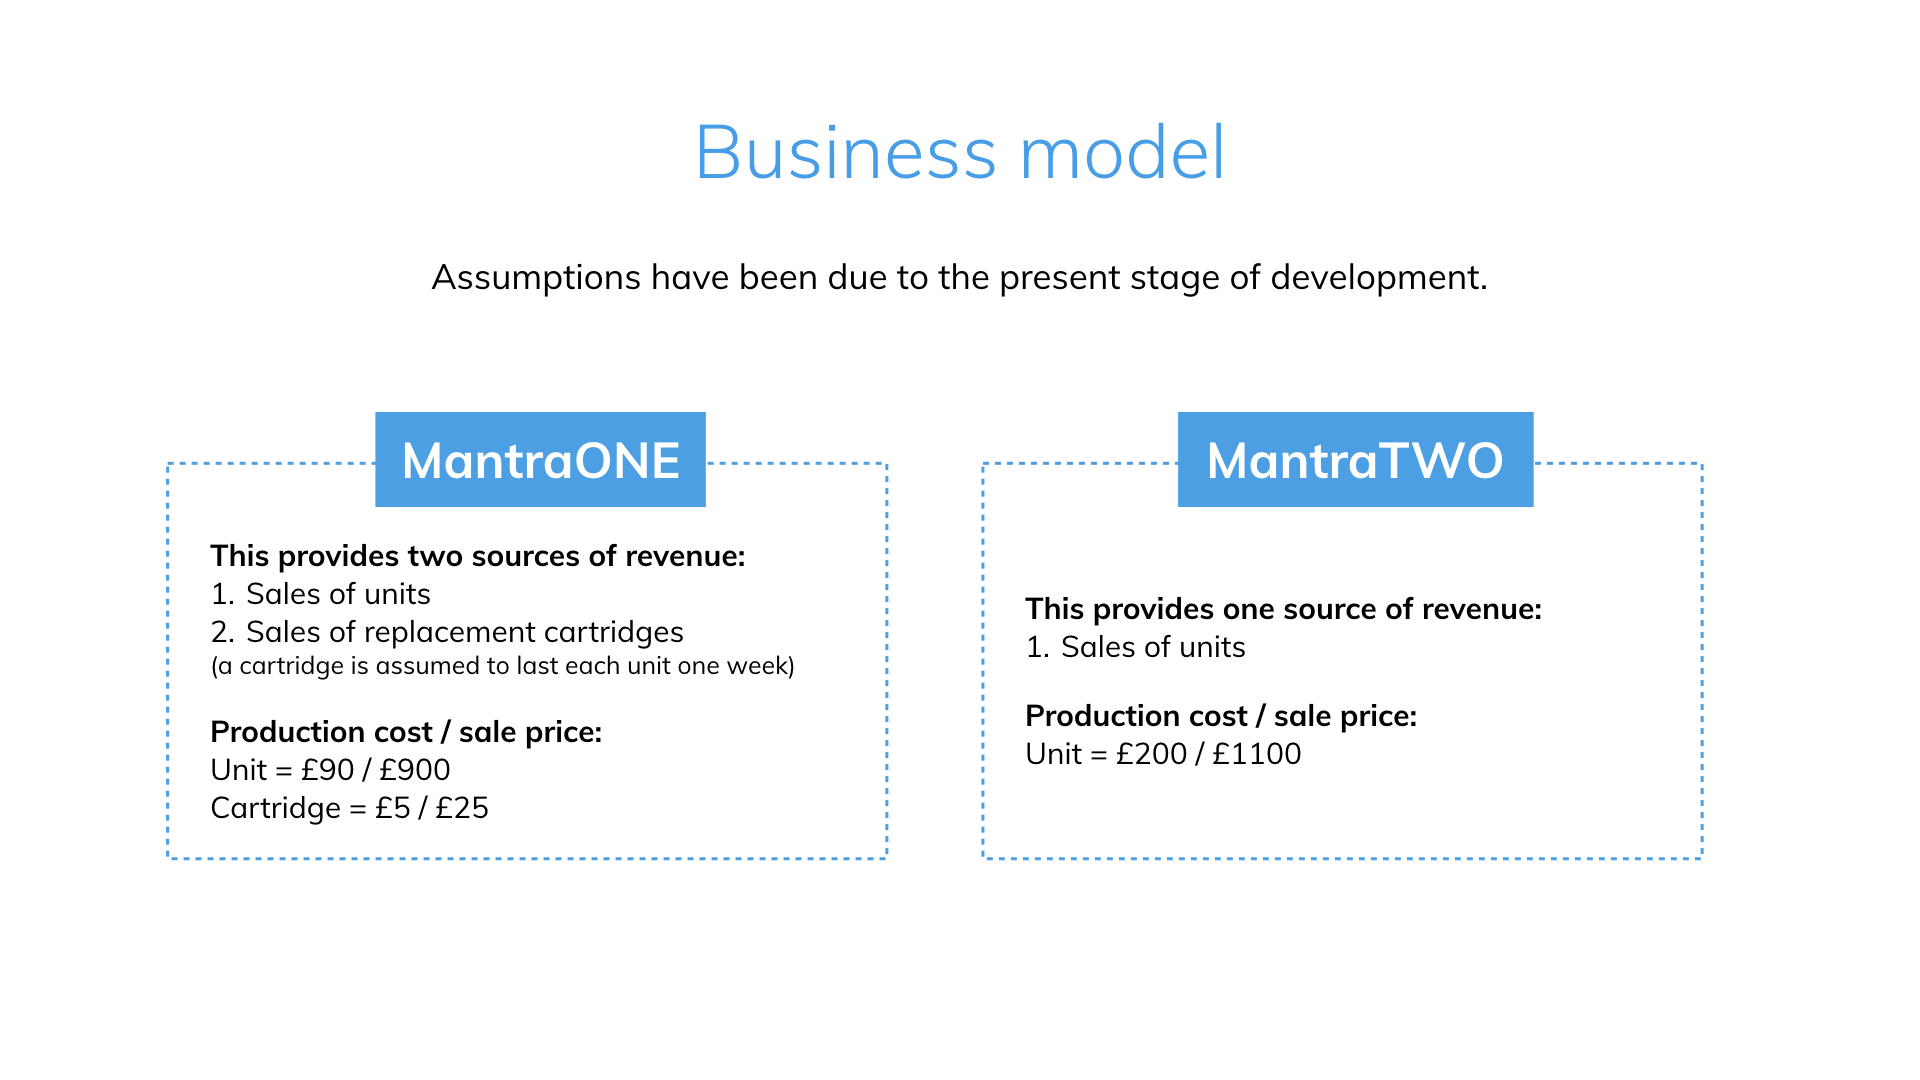 Business model
Assumptions have been due to the present stage of development.
MantraONE
This provides two sources of revenue:
1. Sales of units
2. Sales of replacement cartridges
(a cartridge is assumed to last each unit one week)
Production cost / sale price:
Unit = £90 / £900
Cartridge = £5 / £25
MantraTWO
This provides one source of revenue:
1. Sales of units
Production cost / sale price:
Unit = £200 / £1100